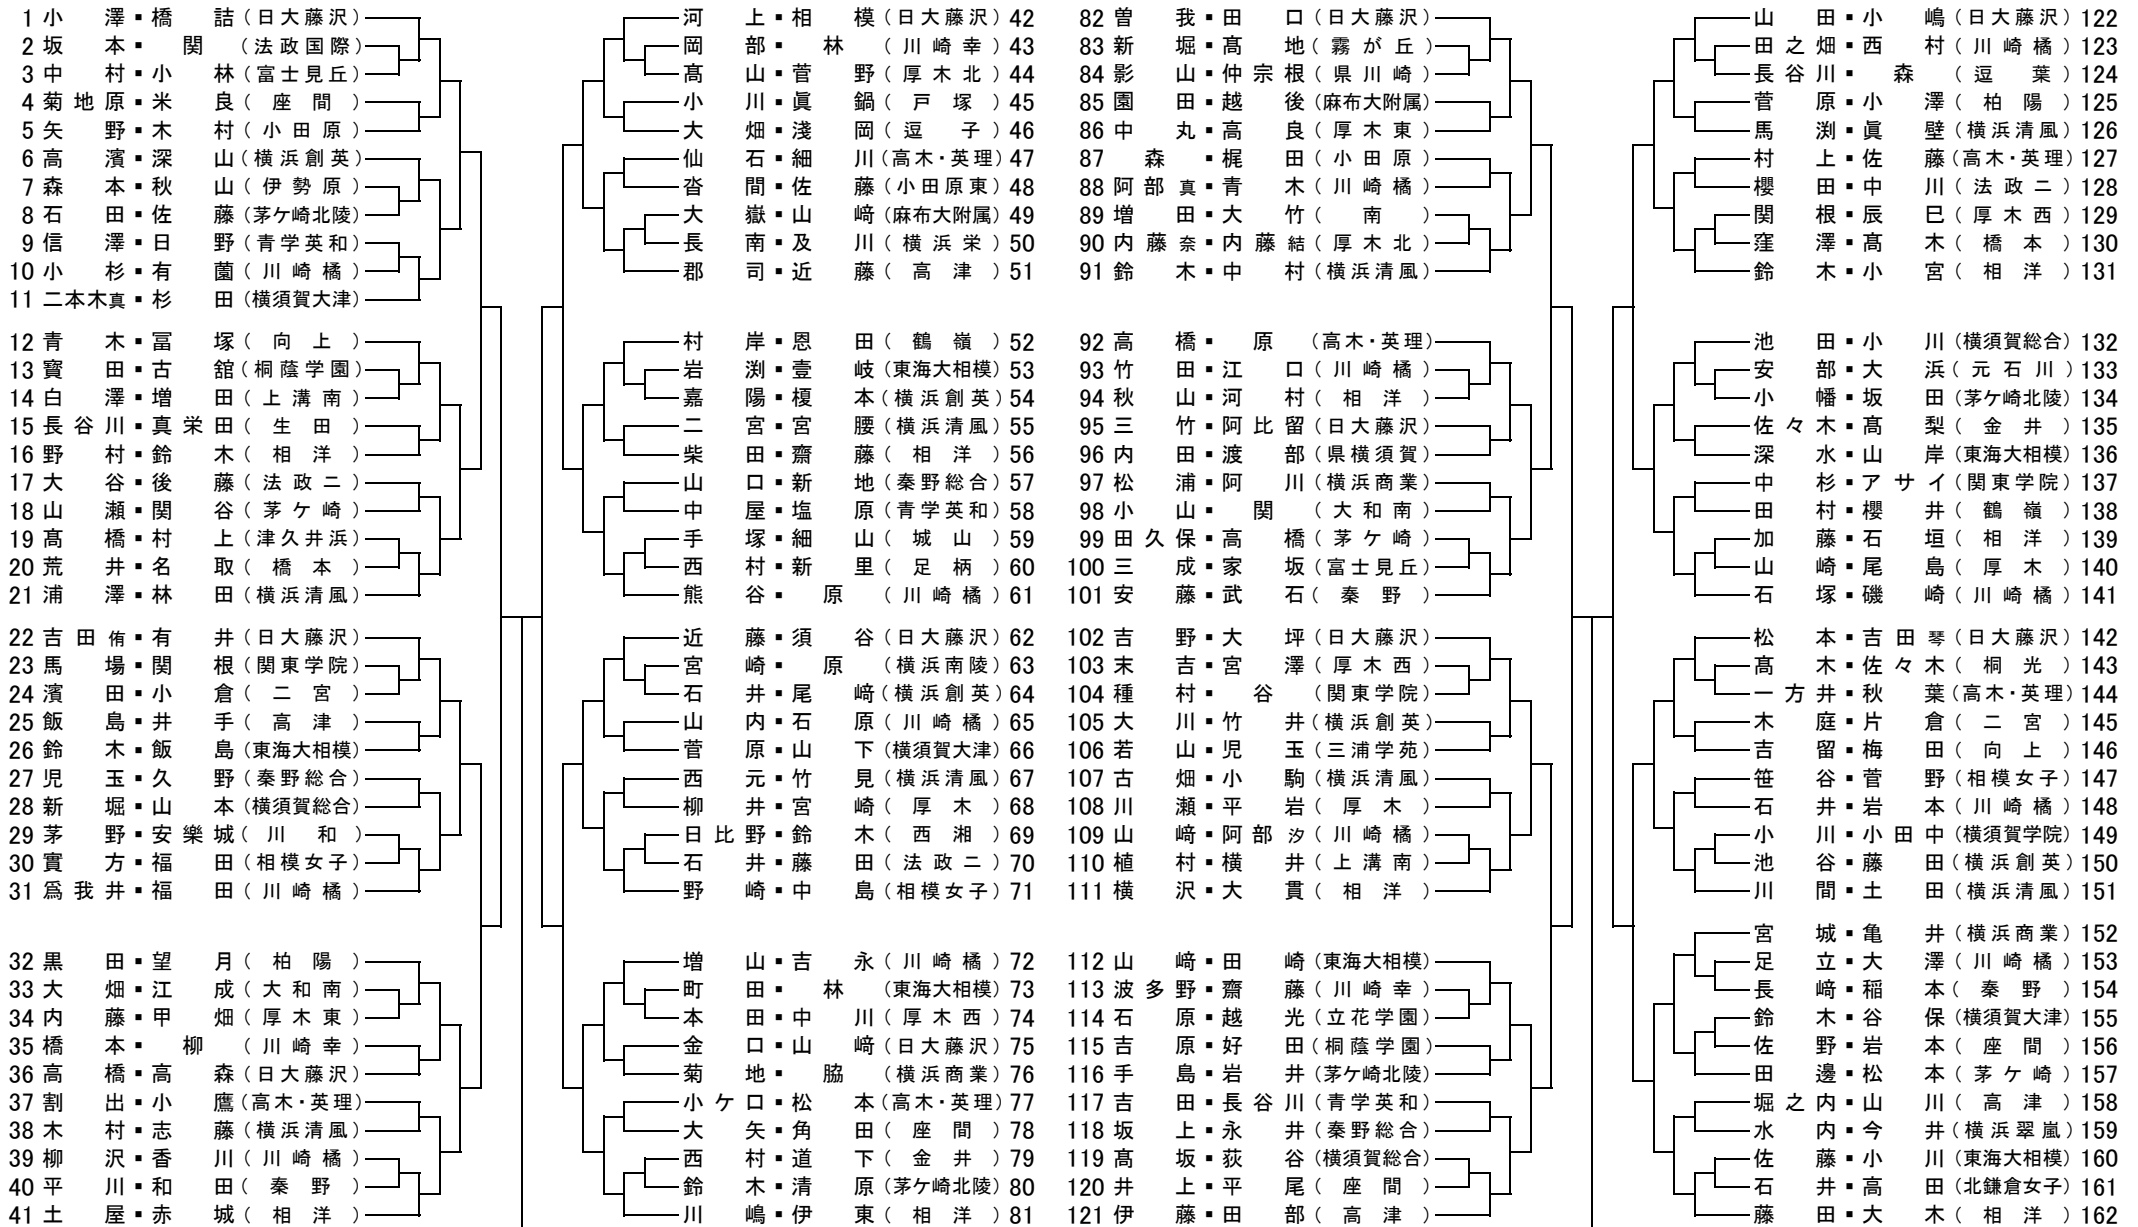 1 小澤・橋詰 (日大藤沢)
2 坂本・関 (法政国際)
3 中村・小林 (富士見丘)
4 菊地原・米良 (座間)
5 矢野・木村 (小田原)
6 高濱・深山 (横浜創英)
7 森本・秋山 (伊勢原)
8 石田・佐藤 (茅ケ崎北陵)
9 信澤・日野 (青学英和)
10 小杉・有薗 (川崎橘)
11 二本木真・杉田 (横須賀大津)
12 青木・冨塚 (向上)
13 寳田・古舘 (桐蔭学園)
14 白澤・増田 (上溝南)
15 長谷川・真栄田 (生田)
16 野村・鈴木 (相洋)
17 大谷・後藤 (法政二)
18 山瀬・関谷 (茅ケ崎)
19 髙橋・村上 (津久井浜)
20 荒井・名取 (橋本)
21 浦澤・林田 (横浜清風)
22 吉田侑・有井 (日大藤沢)
23 馬場・関根 (関東学院)
24 濱田・小倉 (二宮)
25 飯島・井手 (高津)
26 鈴木・飯島 (東海大相模)
27 児玉・久野 (秦野総合)
28 新堀・山本 (横須賀総合)
29 茅野・安樂城 (川和)
30 實方・福田 (相模女子)
31 爲我井・福田 (川崎橘)
32 黒田・望月 (柏陽)
33 大畑・江成 (大和南)
34 内藤・甲畑 (厚木東)
35 橋本・柳 (川崎幸)
36 高橋・高森 (日大藤沢)
37 割出・小鷹 (高木・英理)
38 木村・志藤 (横浜清風)
39 柳沢・香川 (川崎橘)
40 平川・和田 (秦野)
41 土屋・赤城 (相洋)
河上・相模 (日大藤沢) 42
岡部・林 (川崎幸) 43
髙山・菅野 (厚木北) 44
小川・眞鍋 (戸塚) 45
大畑・淺岡 (逗子) 46
仙石・細川 (高木・英理) 47
沓間・佐藤 (小田原東) 48
大嶽・山﨑 (麻布大附属) 49
長南・及川 (横浜栄) 50
郡司・近藤 (高津) 51
村岸・恩田 (鶴嶺) 52
岩渕・壹岐 (東海大相模) 53
嘉陽・榎本 (横浜創英) 54
二宮・宮腰 (横浜清風) 55
柴田・齋藤 (相洋) 56
山口・新地 (秦野総合) 57
中屋・塩原 (青学英和) 58
手塚・細山 (城山) 59
西村・新里 (足柄) 60
熊谷・原 (川崎橘) 61
近藤・須谷 (日大藤沢) 62
宮崎・原 (横浜南陵) 63
石井・尾﨑 (横浜創英) 64
山内・石原 (川崎橘) 65
菅原・山下 (横須賀大津) 66
西元・竹見 (横浜清風) 67
柳井・宮崎 (厚木) 68
日比野・鈴木 (西湘) 69
石井・藤田 (法政二) 70
野崎・中島 (相模女子) 71
増山・吉永 (川崎橘) 72
町田・林 (東海大相模) 73
本田・中川 (厚木西) 74
金口・山﨑 (日大藤沢) 75
菊地・脇 (横浜商業) 76
小ケ口・松本 (高木・英理) 77
大矢・角田 (座間) 78
西村・道下 (金井) 79
鈴木・清原 (茅ケ崎北陵) 80
川嶋・伊東 (相洋) 81
82 曽我・田口 (日大藤沢)
83 新堀・髙地 (霧が丘)
84 影山・仲宗根 (県川崎)
85 園田・越後 (麻布大附属)
86 中丸・高良 (厚木東)
87 森・梶田 (小田原)
88 阿部真・青木 (川崎橘)
89 増田・大竹 (南)
90 内藤奈・内藤結 (厚木北)
91 鈴木・中村 (横浜清風)
92 高橋・原 (高木・英理)
93 竹田・江口 (川崎橘)
94 秋山・河村 (相洋)
95 三竹・阿比留 (日大藤沢)
96 内田・渡部 (県横須賀)
97 松浦・阿川 (横浜商業)
98 小山・関 (大和南)
99 田久保・高橋 (茅ケ崎)
100 三成・家坂 (富士見丘)
101 安藤・武石 (秦野)
102 吉野・大坪 (日大藤沢)
103 末吉・宮澤 (厚木西)
104 種村・谷 (関東学院)
105 大川・竹井 (横浜創英)
106 若山・児玉 (三浦学苑)
107 古畑・小駒 (横浜清風)
108 川瀬・平岩 (厚木)
109 山﨑・阿部汐 (川崎橘)
110 植村・横井 (上溝南)
111 横沢・大貫 (相洋)
112 山﨑・田崎 (東海大相模)
113 波多野・齋藤 (川崎幸)
114 石原・越光 (立花学園)
115 吉原・好田 (桐蔭学園)
116 手島・岩井 (茅ケ崎北陵)
117 吉田・長谷川 (青学英和)
118 坂上・永井 (秦野総合)
119 髙坂・荻谷 (横須賀総合)
120 井上・平尾 (座間)
121 伊藤・田部 (高津)
山田・小嶋 (日大藤沢) 122
田之畑・西村 (川崎橘) 123
長谷川・森 (逗葉) 124
菅原・小澤 (柏陽) 125
馬渕・眞壁 (横浜清風) 126
村上・佐藤 (高木・英理) 127
櫻田・中川 (法政二) 128
関根・辰巳 (厚木西) 129
窪澤・髙木 (橋本) 130
鈴木・小宮 (相洋) 131
池田・小川 (横須賀総合) 132
安部・大浜 (元石川) 133
小幡・坂田 (茅ケ崎北陵) 134
佐々木・髙梨 (金井) 135
深水・山岸 (東海大相模) 136
中杉・アサイ (関東学院) 137
田村・櫻井 (鶴嶺) 138
加藤・石垣 (相洋) 139
山崎・尾島 (厚木) 140
石塚・磯崎 (川崎橘) 141
松本・吉田琴 (日大藤沢) 142
髙木・佐々木 (桐光) 143
一方井・秋葉 (高木・英理) 144
木庭・片倉 (二宮) 145
吉留・梅田 (向上) 146
笹谷・菅野 (相模女子) 147
石井・岩本 (川崎橘) 148
小川・小田中 (横須賀学院) 149
池谷・藤田 (横浜創英) 150
川間・土田 (横浜清風) 151
宮城・亀井 (横浜商業) 152
足立・大澤 (川崎橘) 153
長﨑・稲本 (秦野) 154
鈴木・谷保 (横須賀大津) 155
佐野・岩本 (座間) 156
田邊・松本 (茅ケ崎) 157
堀之内・山川 (高津) 158
水内・今井 (横浜翠嵐) 159
佐藤・小川 (東海大相模) 160
石井・高田 (北鎌倉女子) 161
藤田・大木 (相洋) 162